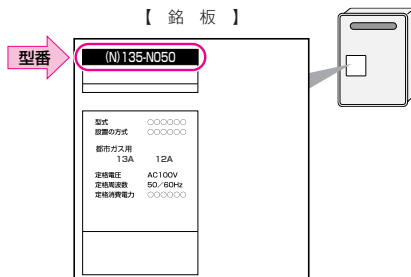 【 銘 板 】
型番
(N)135-N050
型式 ○○○○○○
設置の方式 ○○○○○○
都市ガス用
13A 12A
定格電圧 AC100V
定格周波数 50／60Hz
定格消費電力 ○○○○○○